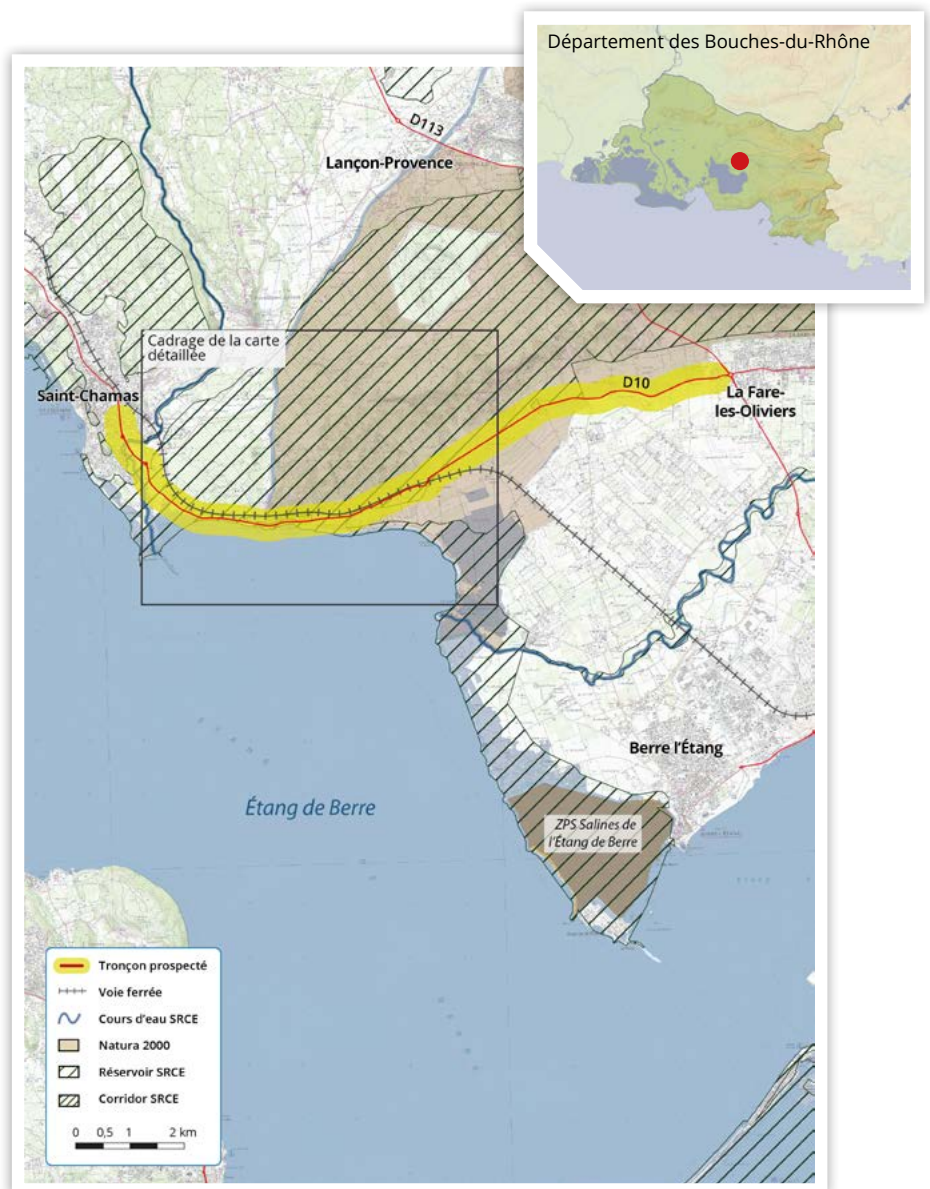 Département des Bouches-du-Rhône
1
D113
Lançon-Provence
Cadrage de la carte
détaillée
Saint-Chamas
D10
La Fare-
les-Oliviers
Berre l'Étang
Étang de Berre
ZPS Salines de
l'Étang de Berre
Tronçon prospecté
Voie ferrée
Cours d'eau SRCE
Natura 2000
Réservoir SRCE
Corridor SRCE
0 0,5 1 2 km